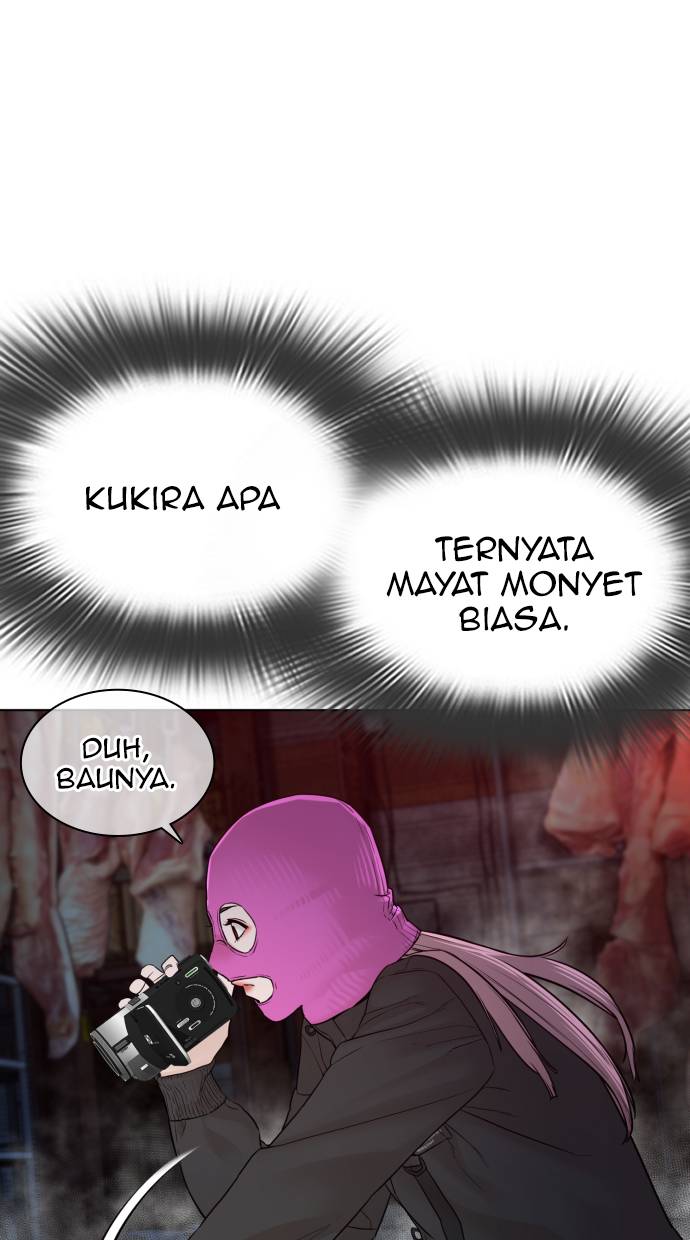 KUKIRA APA
TERNYATA
MAYAT MONYET
BIASA.
DUH,
BAUNYA.